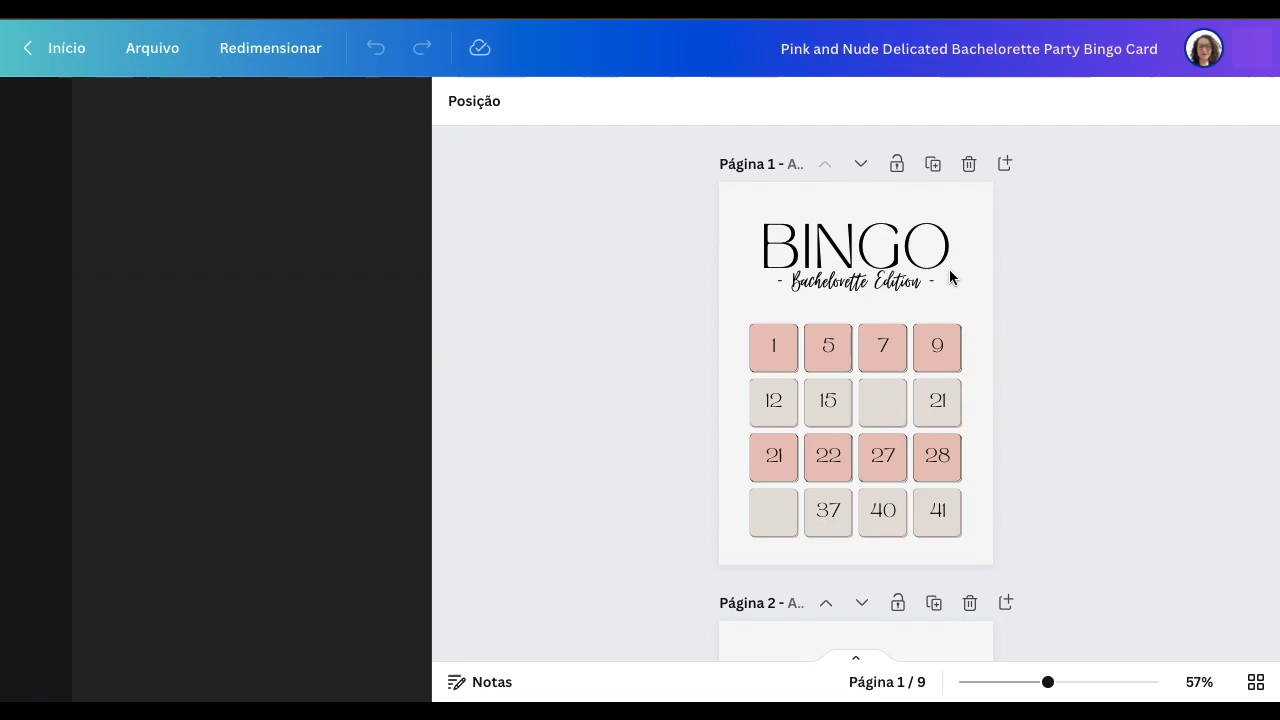 Início Arquivo Redimensionar Pink and Nude Delicated Bachelorette Party Bingo Card
Posição
Página 1 - A..
BINGO
- Bachelorette Edition -
1 5 7 9
12 15 21
21 22 27 28
37 40 41
Página 2 - A..
Notas Página 1 / 9 57%